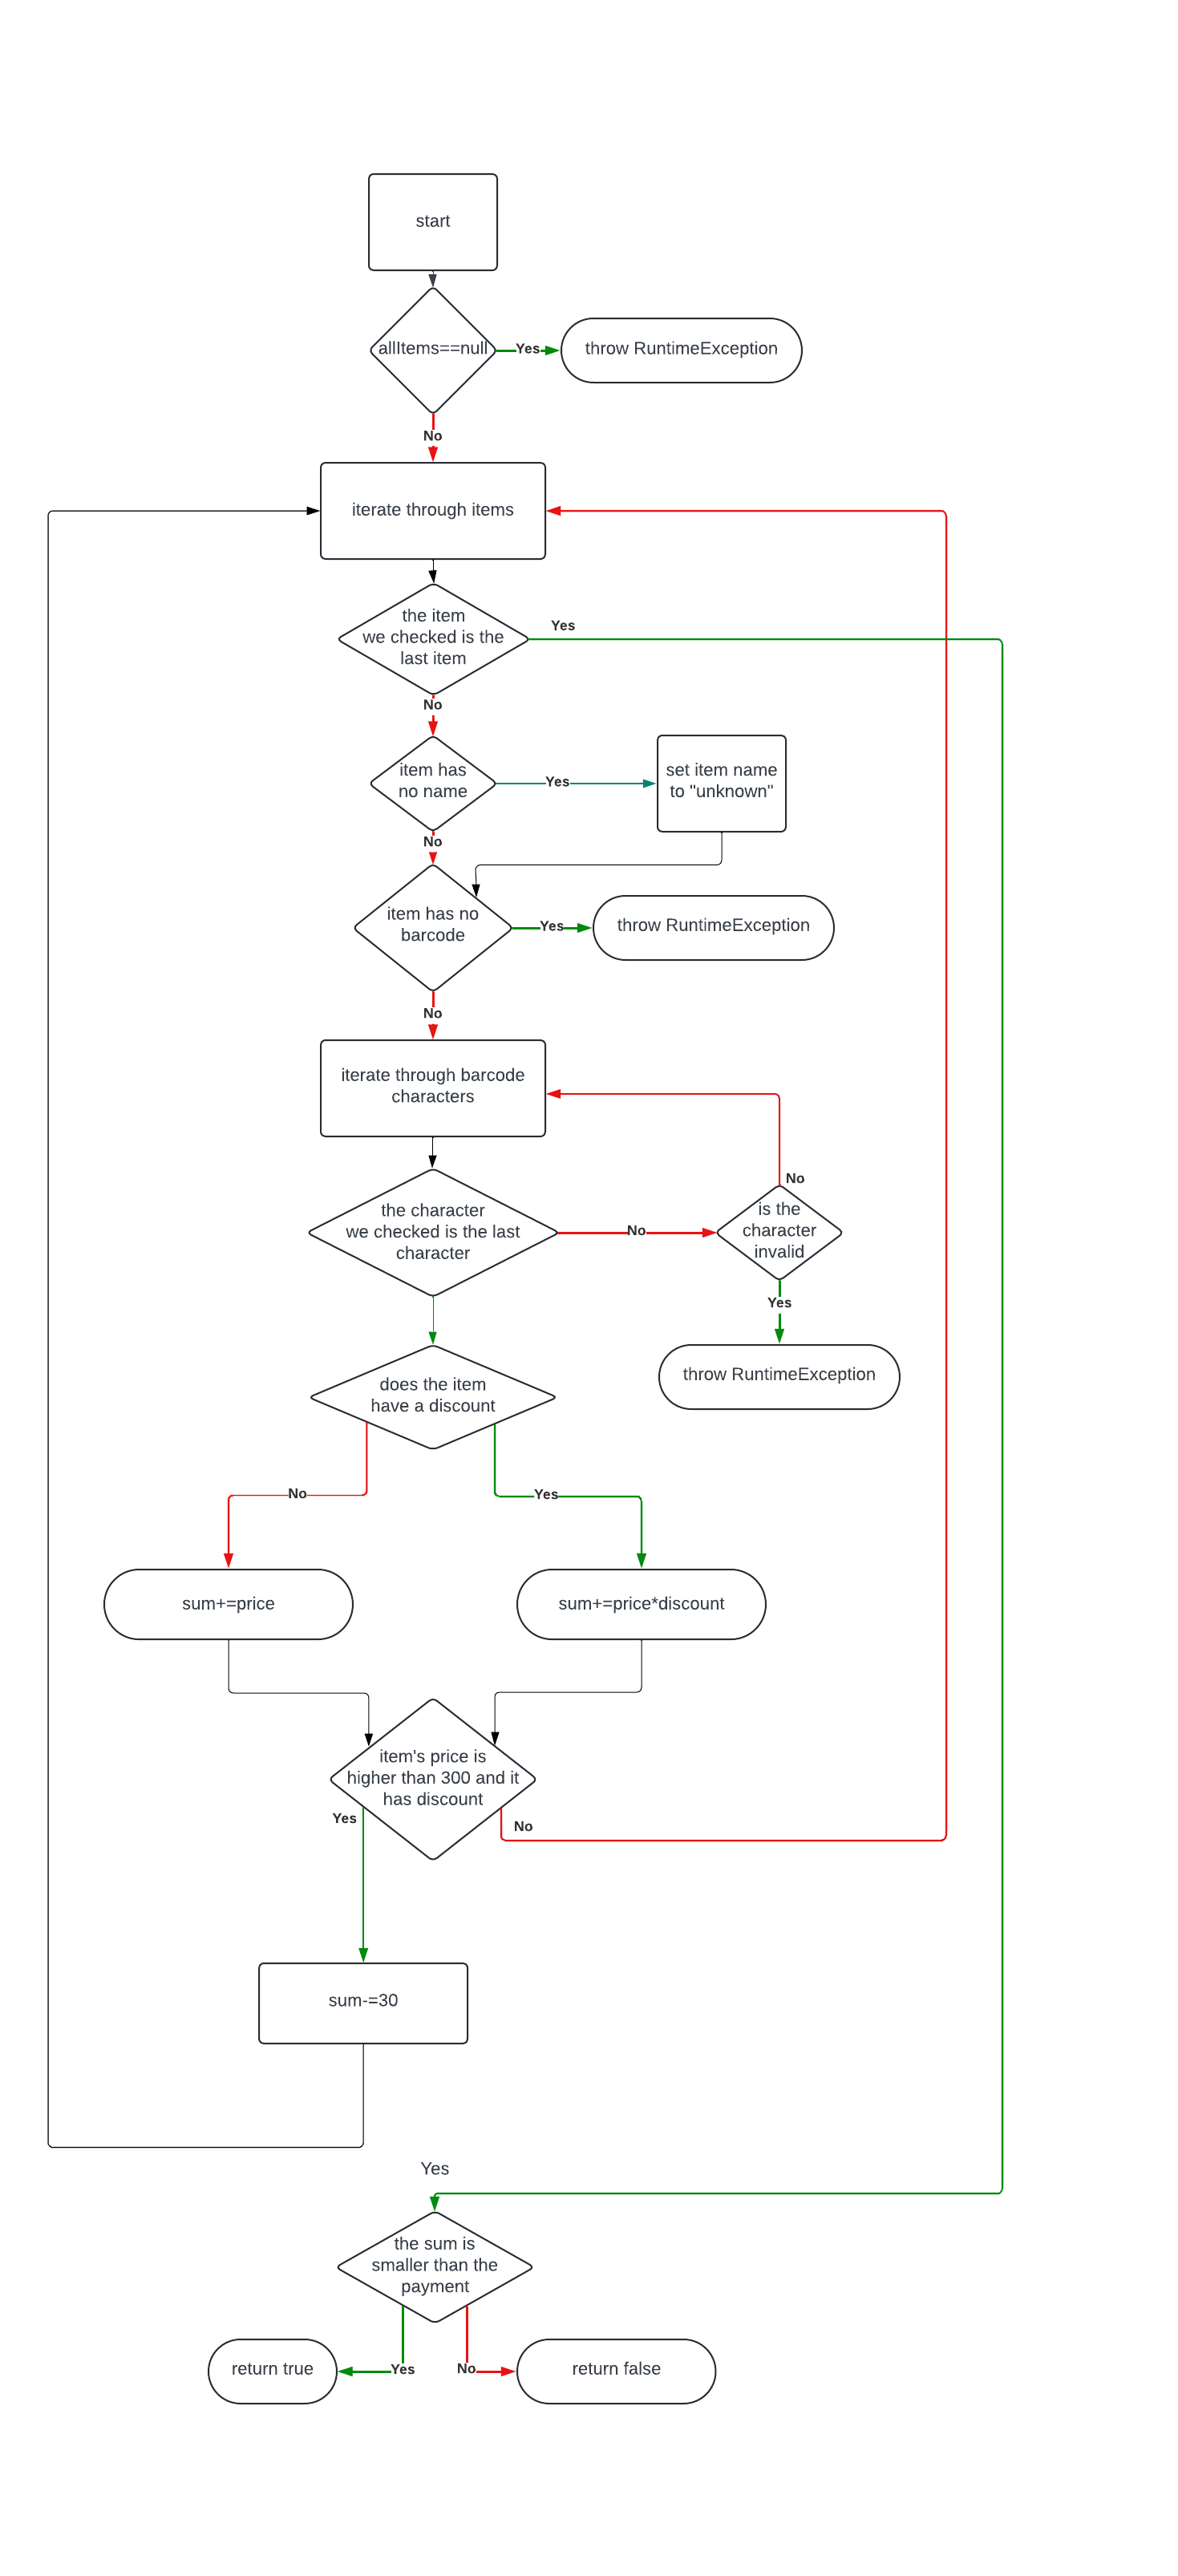 start
allItems==null
Yes
throw RuntimeException
No
iterate through items
the item
we checked is the
last item
Yes
No
item has
no name
Yes
set item name
to "unknown"
No
item has no
barcode
Yes
throw RuntimeException
No
iterate through barcode
characters
No
the character
we checked is the last
character
No
is the
character
invalid
Yes
throw RuntimeException
does the item
have a discount
No
Yes
sum+=price
sum+=price*discount
item's price is
higher than 300 and it
has discount
Yes
No
sum-=30
Yes
the sum is
smaller than the
payment
return true
Yes
No
return false